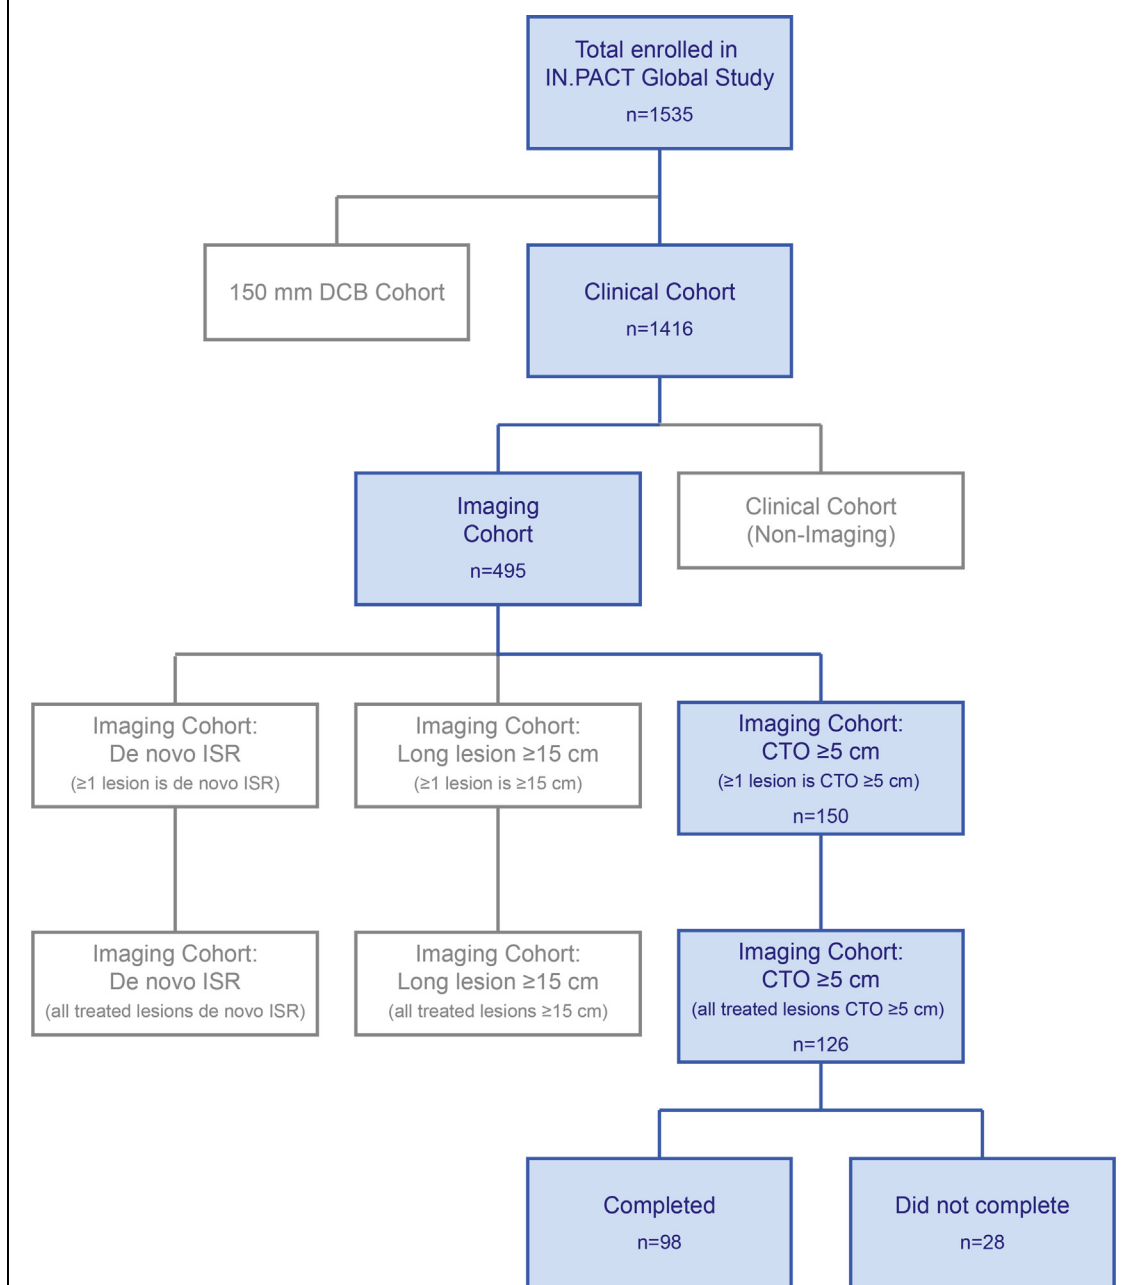 Total enrolled in
IN.PACT Global Study
n=1535
150 mm DCB Cohort
Clinical Cohort
n=1416
Imaging
Cohort
n=495
Clinical Cohort
(Non-Imaging)
Imaging Cohort:
De novo ISR
(≥1 lesion is de novo ISR)
Imaging Cohort:
Long lesion ≥15 cm
(≥1 lesion is ≥15 cm)
Imaging Cohort:
CTO ≥5 cm
(≥1 lesion is CTO ≥5 cm)
n=150
Imaging Cohort:
De novo ISR
(all treated lesions de novo ISR)
Imaging Cohort:
Long lesion ≥15 cm
(all treated lesions ≥15 cm)
Imaging Cohort:
CTO ≥5 cm
(all treated lesions CTO ≥5 cm)
n=126
Completed
n=98
Did not complete
n=28